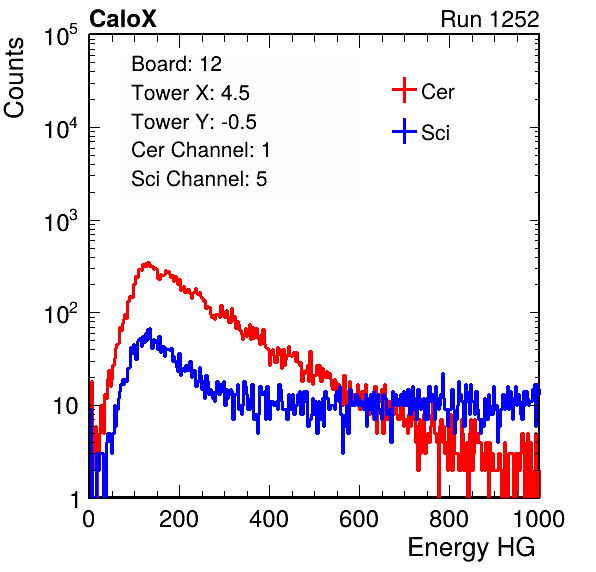 CaloX Run 1252
Counts
Board: 12
Tower X: 4.5
Tower Y: -0.5
Cer Channel: 1
Sci Channel: 5
Cer
Sci
10^5
10^4
10^3
10^2
10
1
0 200 400 600 800 1000
Energy HG